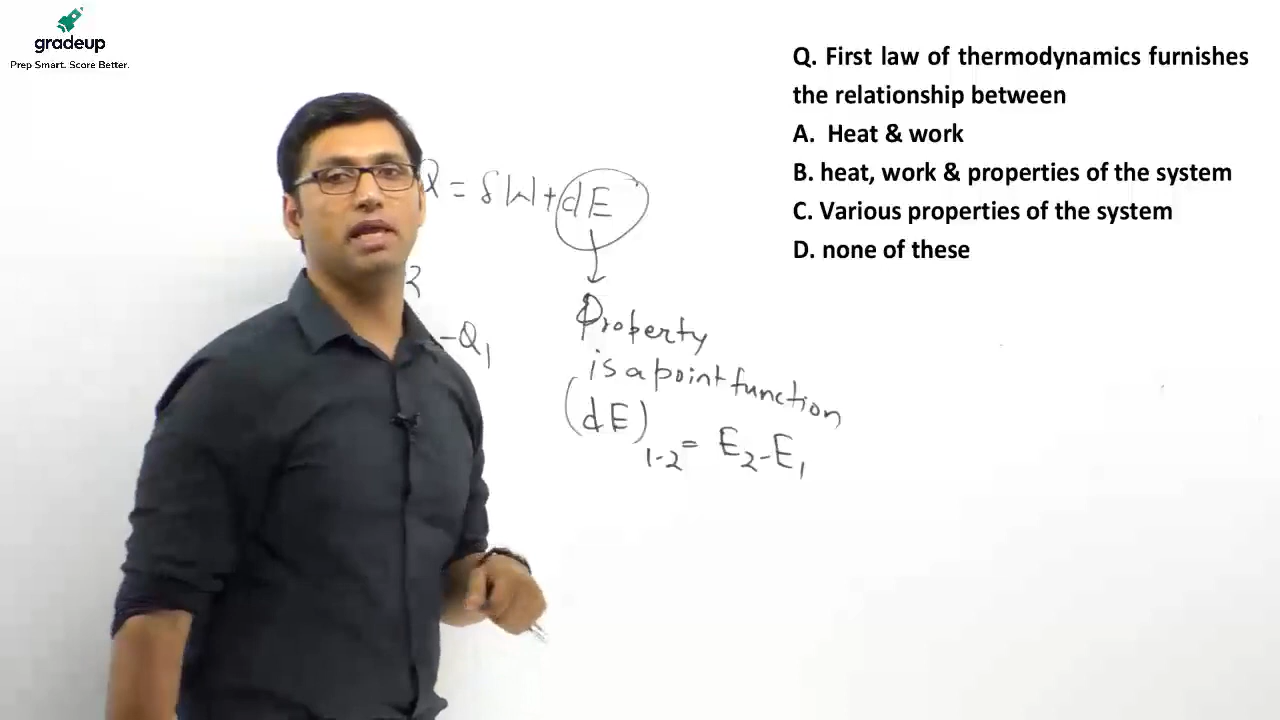 gradeup
Prep Smart. Score Better.
Q. First law of thermodynamics furnishes
the relationship between
A. Heat & work
B. heat, work & properties of the system
C. Various properties of the system
D. none of these
Q = δW + dE
2
-Q1
Property
is a point function
(dE)1-2 = E2-E1